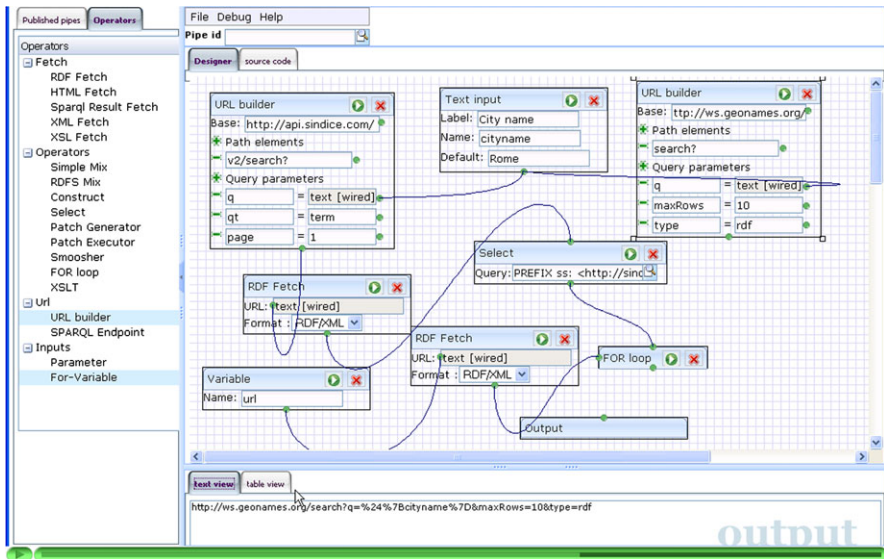 Published pipes Operators
Operators
Fetch
RDF Fetch
HTML Fetch
Sparql Result Fetch
XML Fetch
XSL Fetch
Operators
Simple Mix
RDFS Mix
Construct
Select
Patch Generator
Patch Executor
Smoosher
FOR loop
XSLT
Url
URL builder
SPARQL Endpoint
Inputs
Parameter
For-Variable
File Debug Help
Pipe id
Designer source code
URL builder
Base: http://api.sindice.com/
Path elements
v2/search?
Query parameters
q = text [wired]
qt = term
page = 1
Text input
Label: City name
Name: cityname
Default: Rome
URL builder
Base: ttp://ws.geonames.org/
Path elements
search?
Query parameters
q = text [wired]
maxRows = 10
type = rdf
Select
Query: PREFIX ss: <http://sind
RDF Fetch
URL: text [wired]
Format : RDF/XML
RDF Fetch
URL: text [wired]
Format : RDF/XML
FOR loop
Variable
Name: url
Output
text view table view
http://ws.geonames.org/search?q=%24%7Bcityname%7D&maxRows=10&type=rdf
output